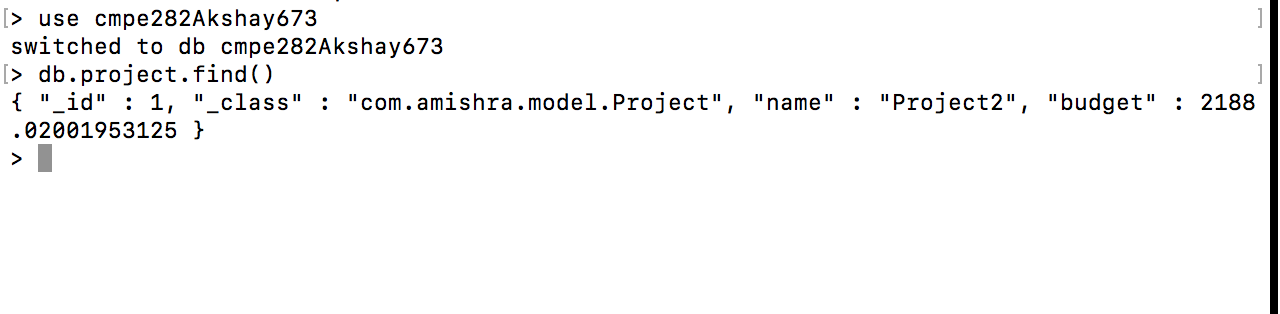 [> use cmpe282Akshay673 ]
switched to db cmpe282Akshay673
[> db.project.find() ]
{ "_id" : 1, "_class" : "com.amishra.model.Project", "name" : "Project2", "budget" : 2188
.02001953125 }
>